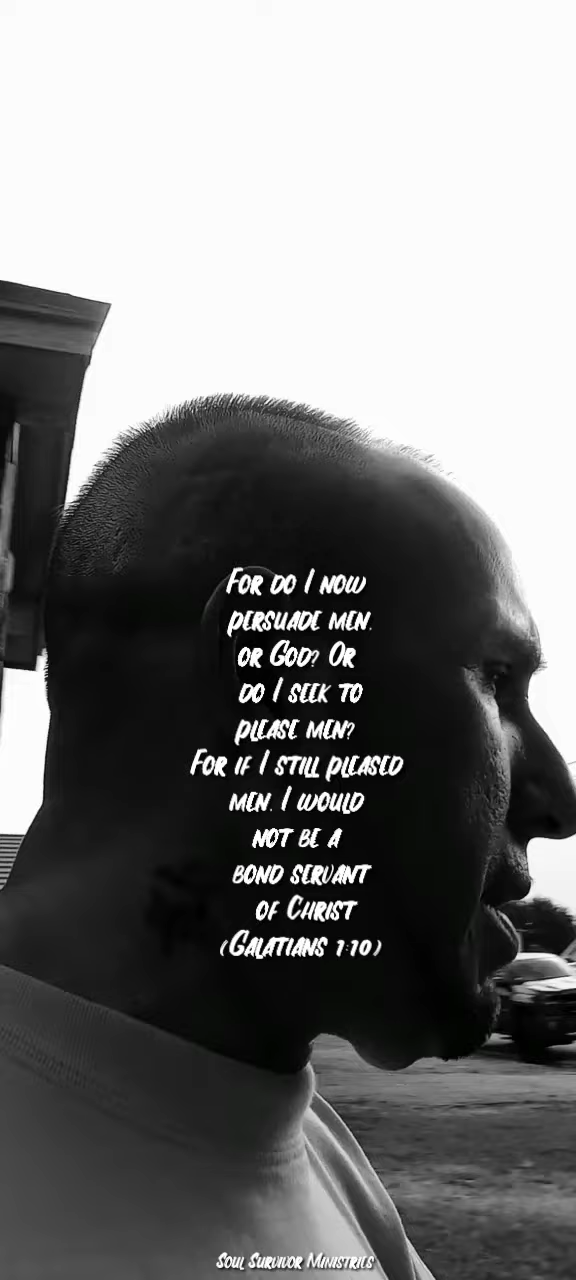 For do I now
persuade men.
or God? Or
do I seek to
please men?
For if I still pleased
men. I would
not be a
bond servant
of Christ
(Galatians 1:10)
Soul Survivor Ministries